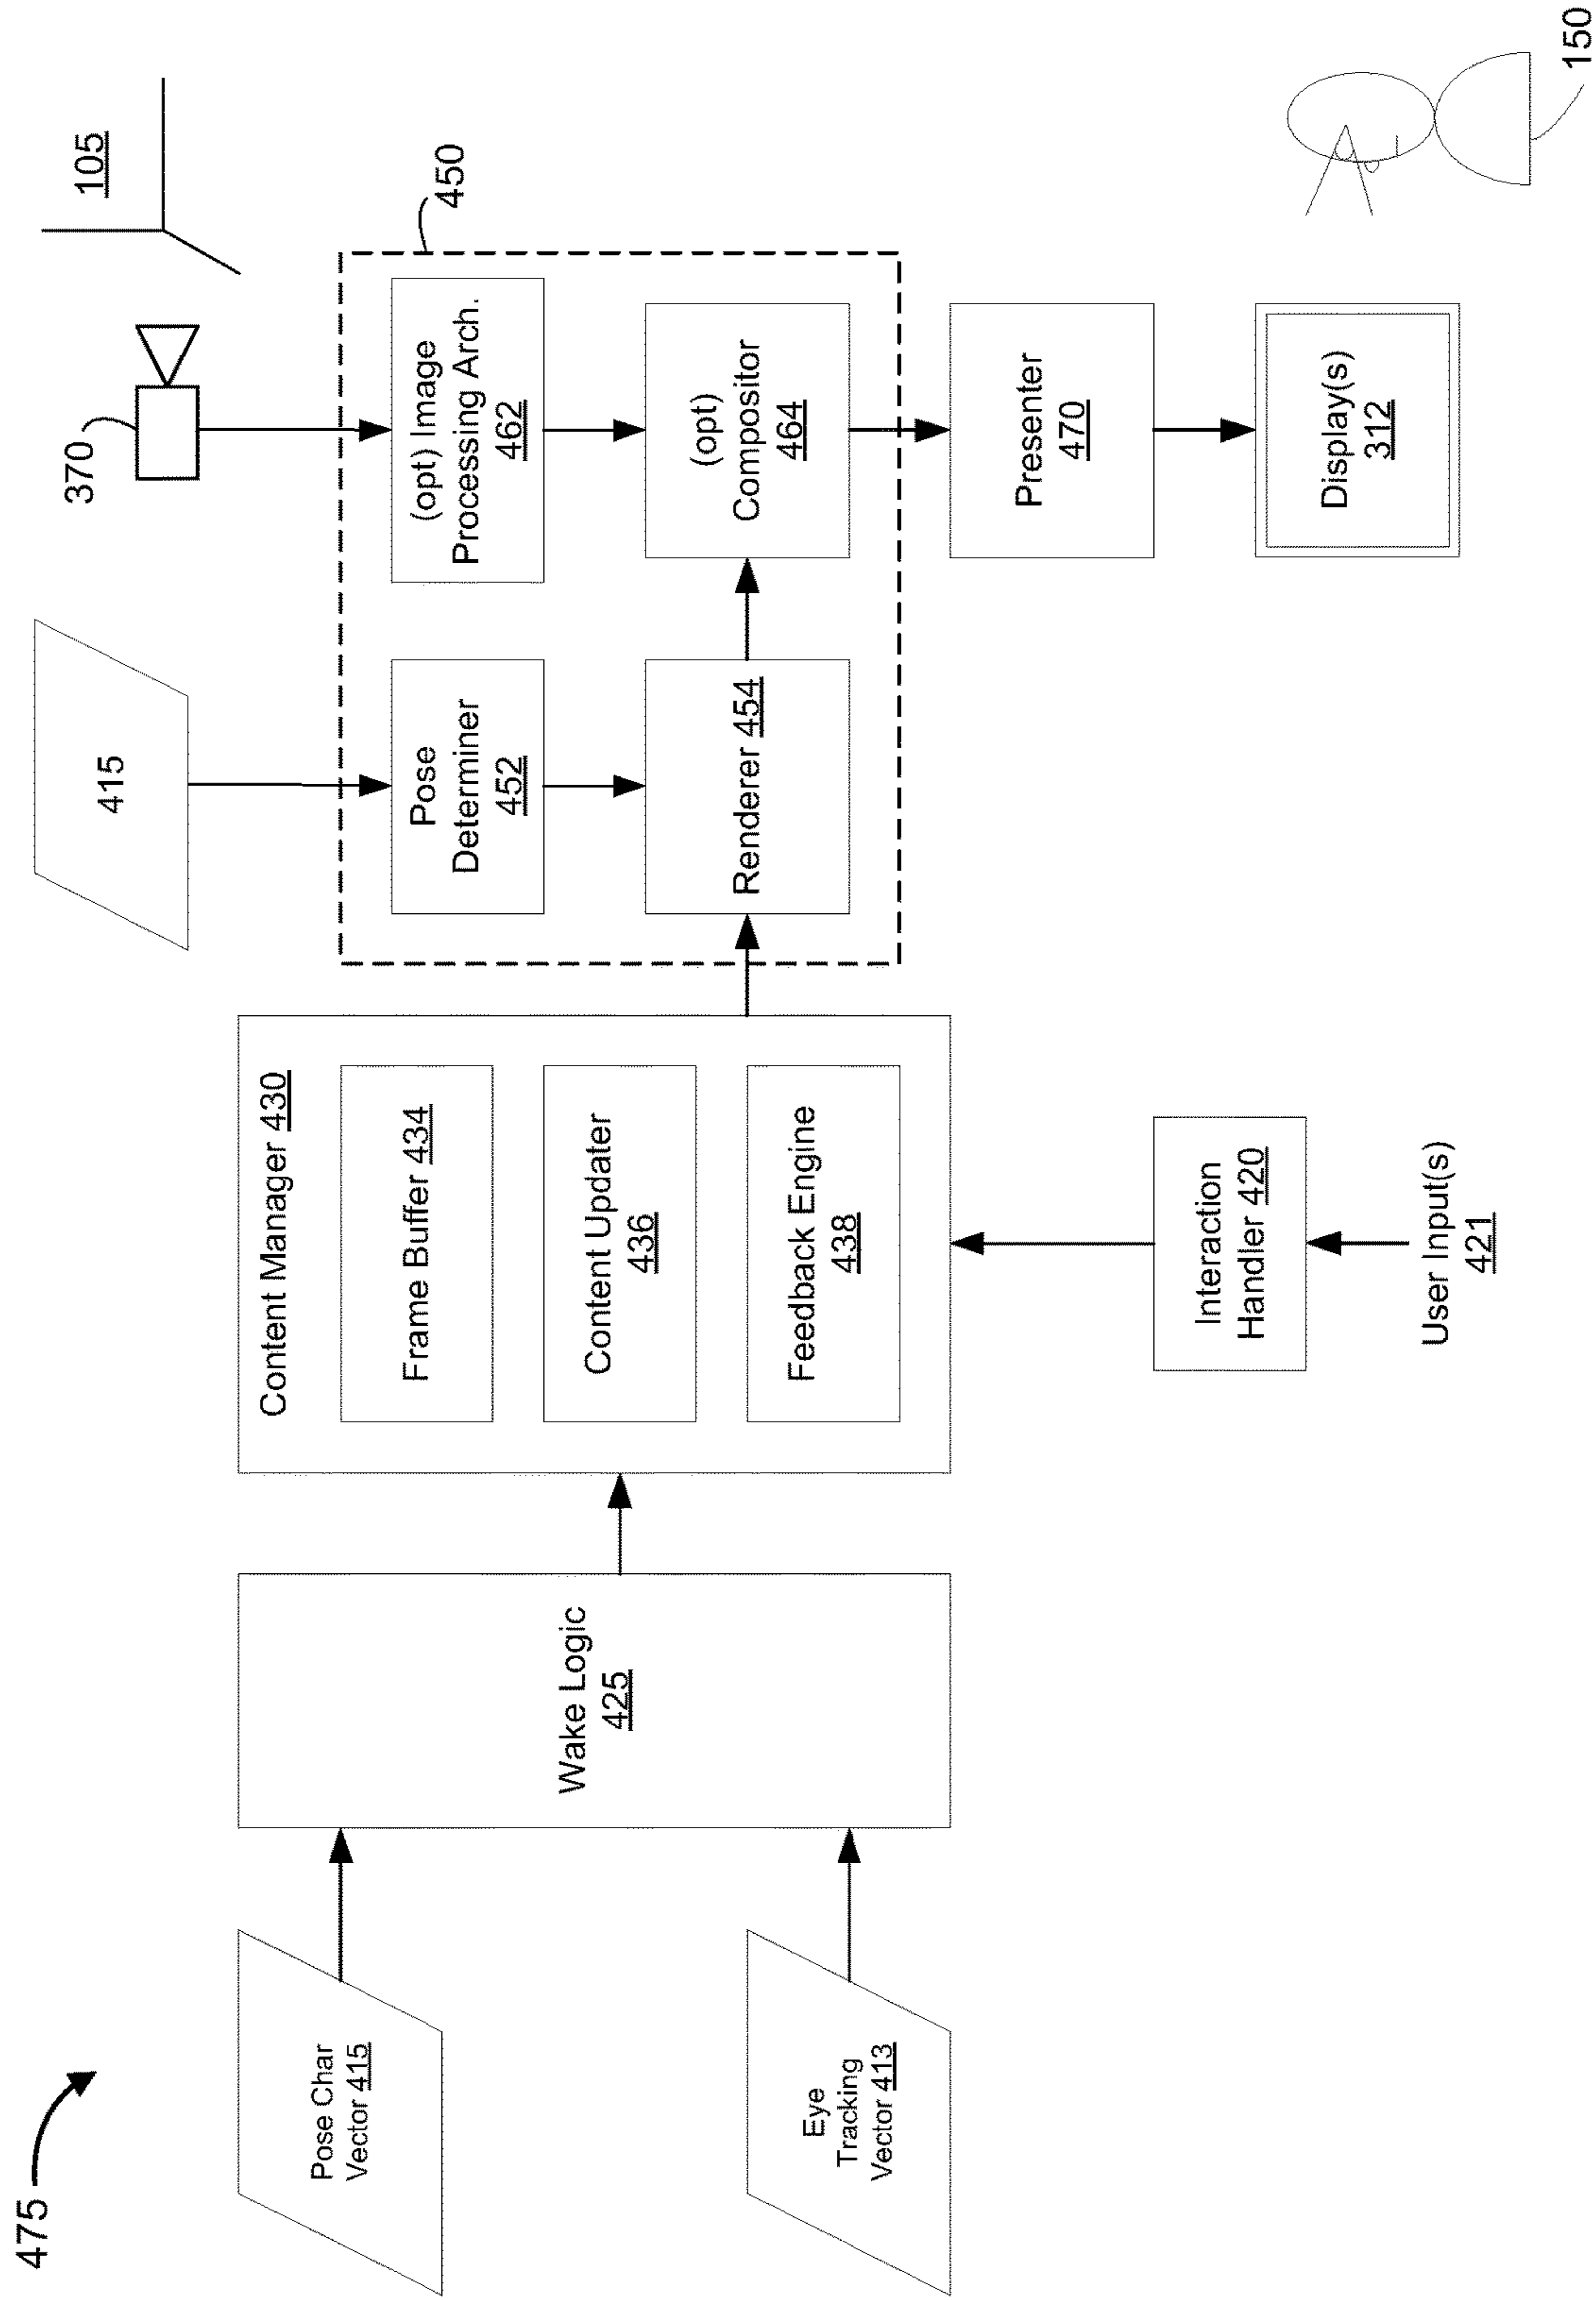 475
Pose Char
Vector 415
Eye
Tracking
Vector 413
Wake Logic
425
Content Manager 430
Frame Buffer 434
Content Updater
436
Feedback Engine
438
Interaction
Handler 420
User Input(s)
421
415
370
105
450
Pose
Determiner
452
(opt) Image
Processing Arch.
462
Renderer 454
(opt)
Compositor
464
Presenter
470
Display(s)
312
150